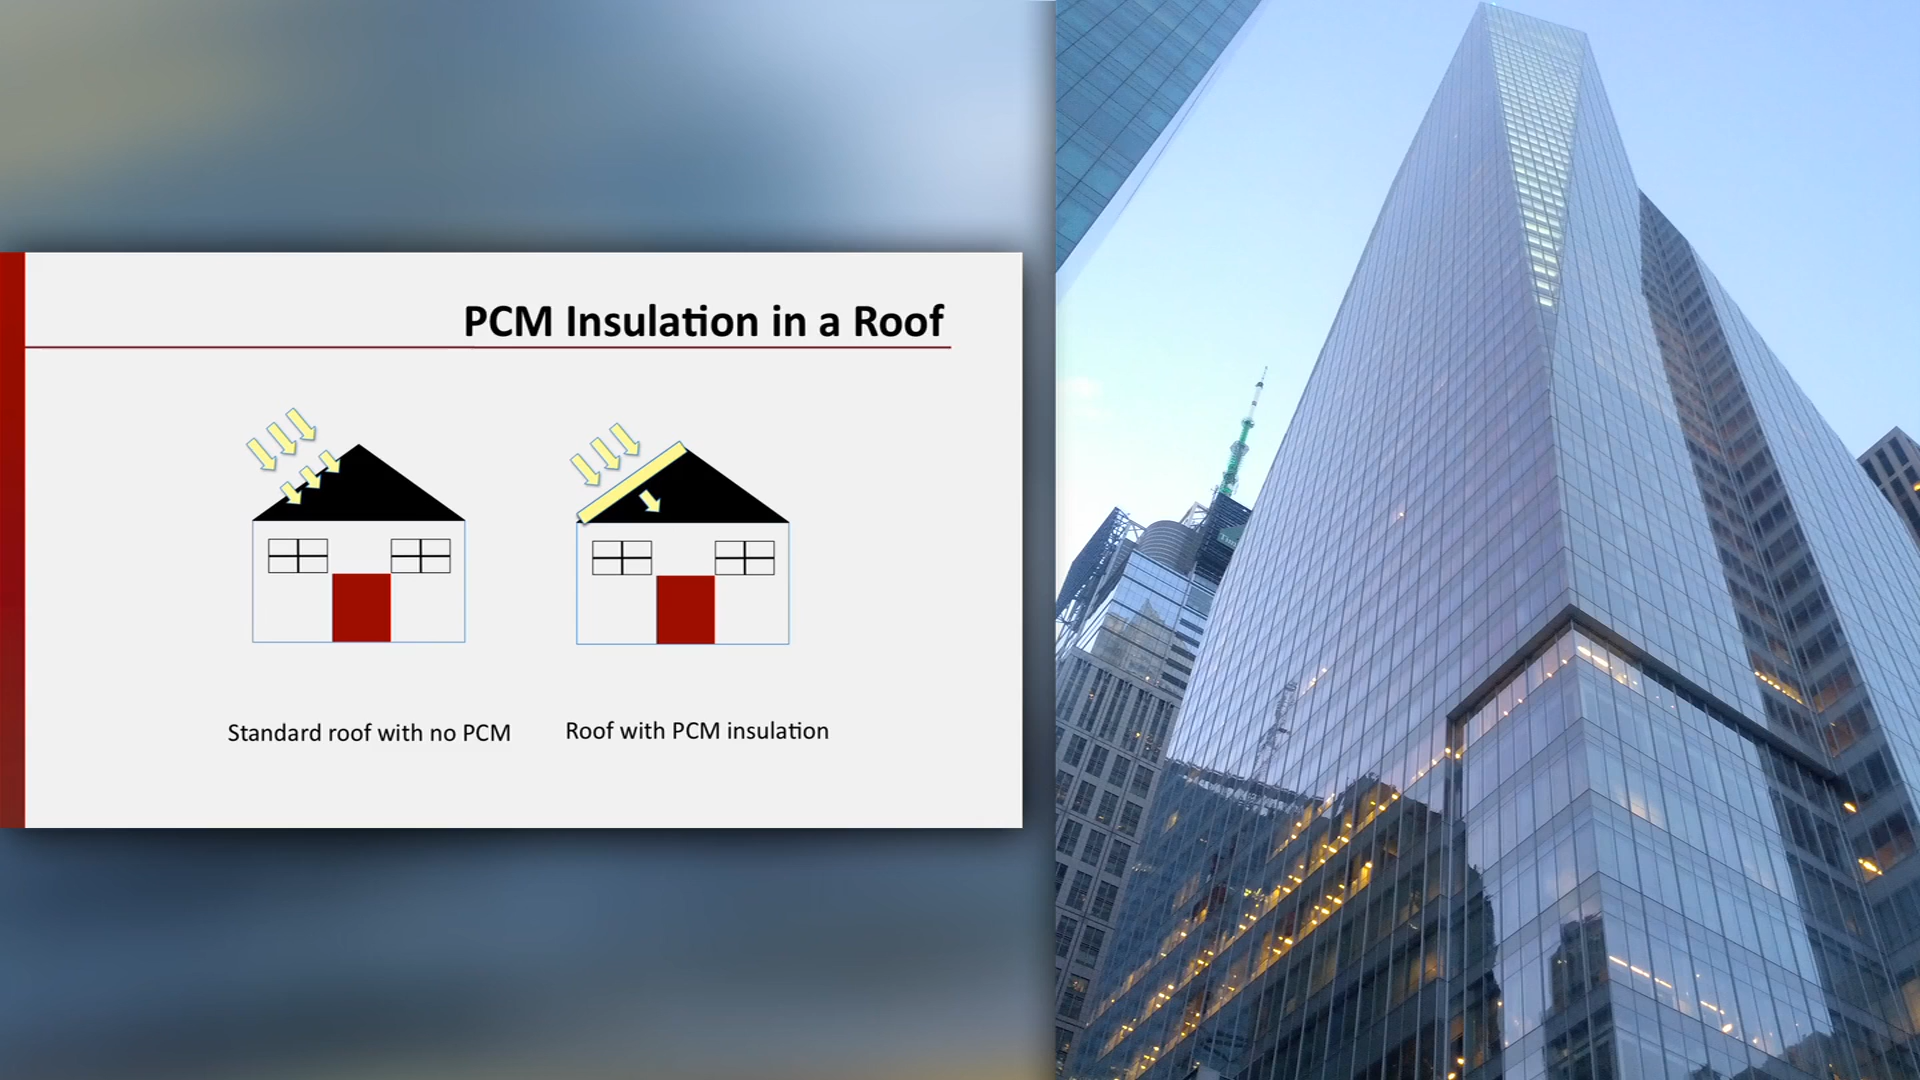 PCM Insulation in a Roof
Standard roof with no PCM
Roof with PCM insulation